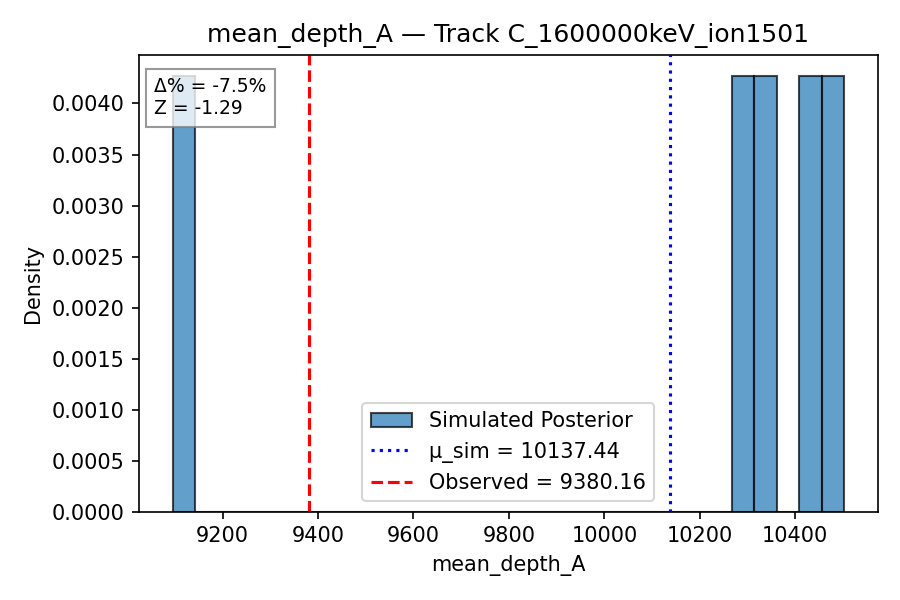 mean_depth_A — Track C_1600000keV_ion1501
Δ% = -7.5%
Z = -1.29
0.0040
0.0035
0.0030
0.0025
0.0020
0.0015
0.0010
0.0005
0.0000
Density
Simulated Posterior
μ_sim = 10137.44
Observed = 9380.16
9200 9400 9600 9800 10000 10200 10400
mean_depth_A